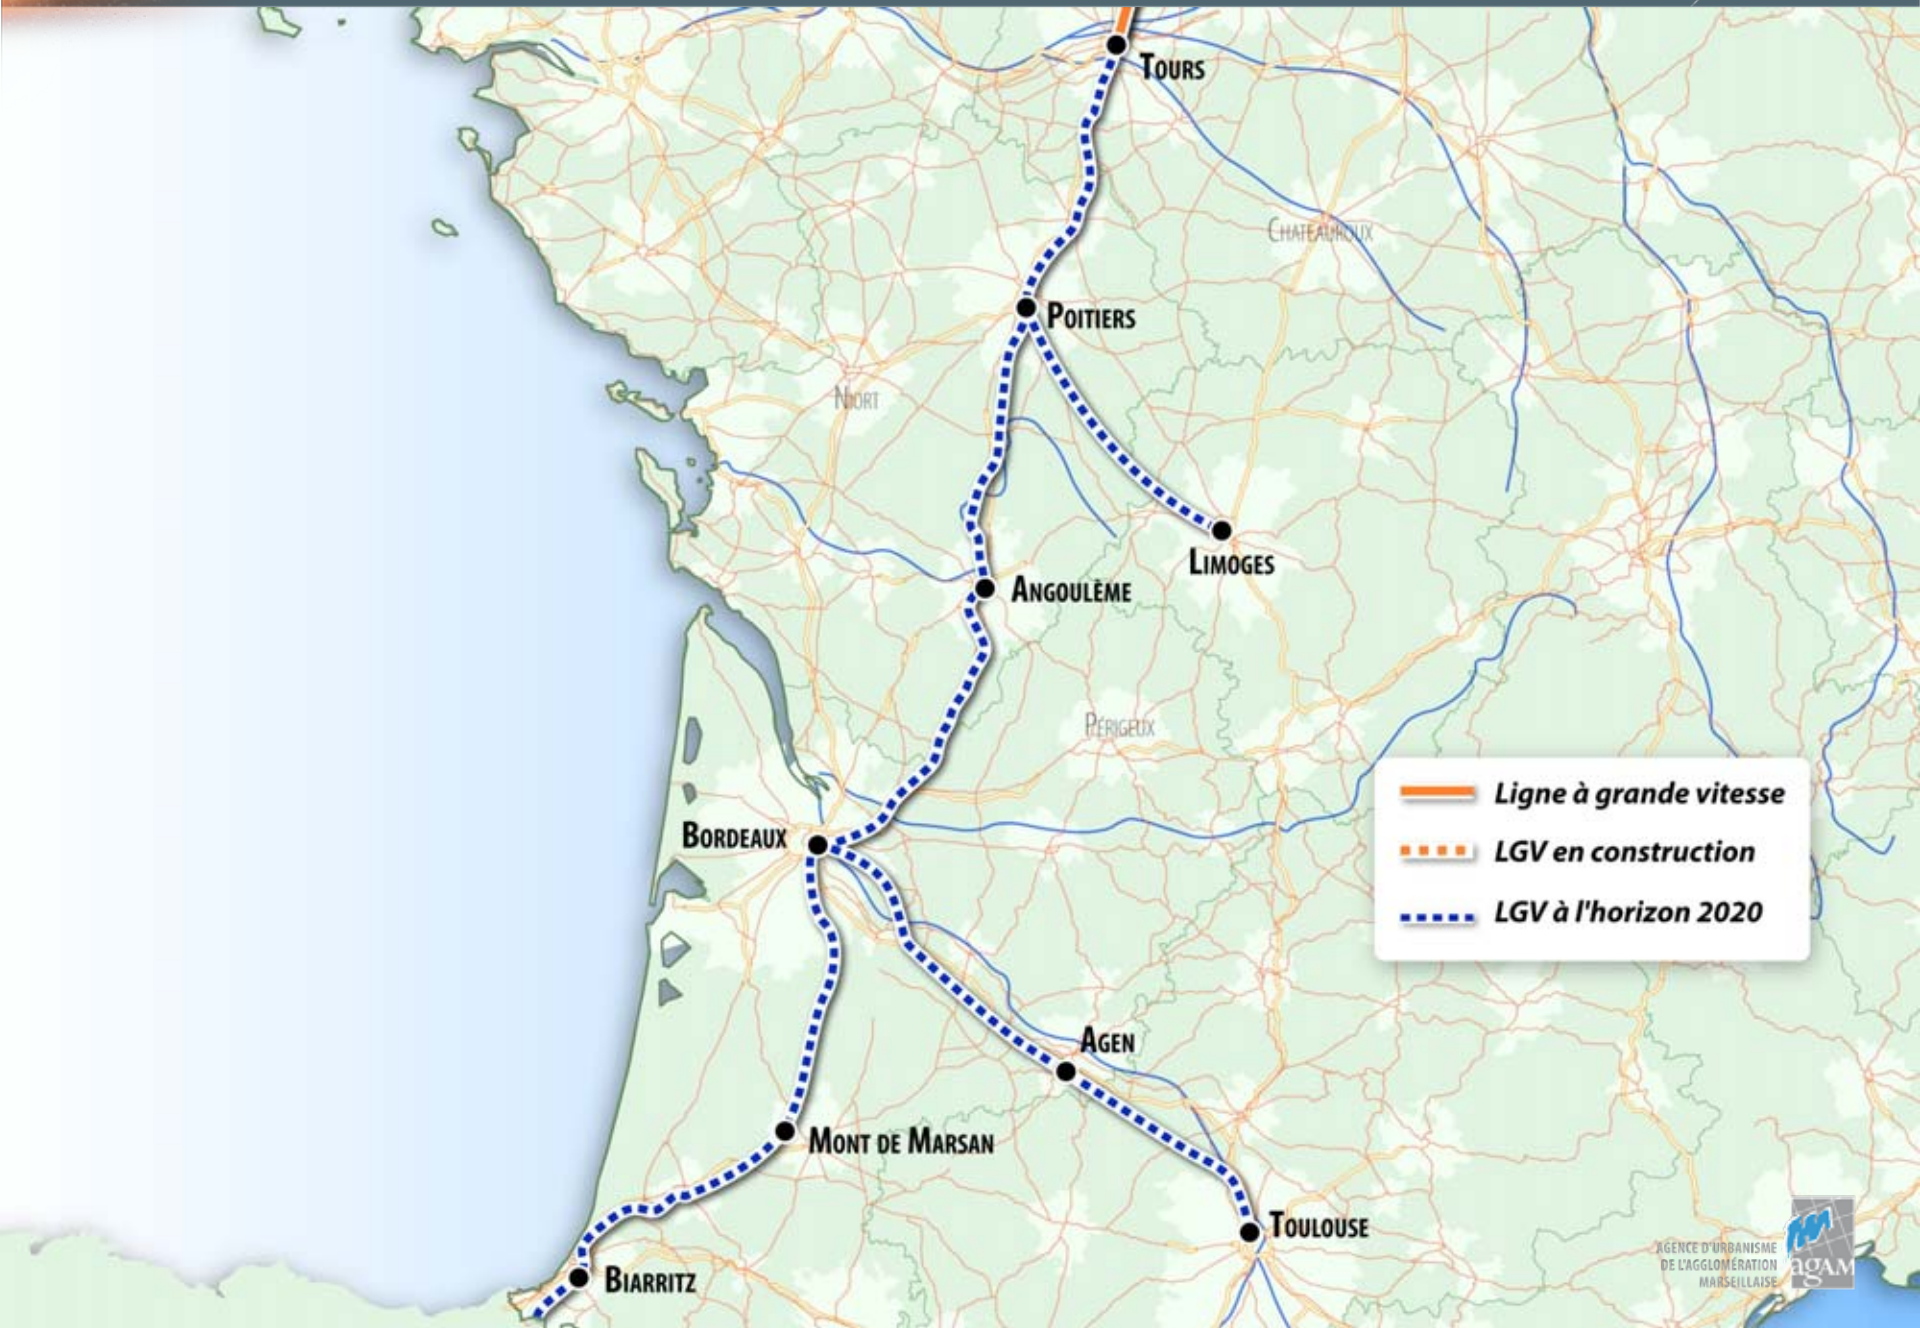 TOURS
CHATEAUROUX
POITIERS
NIORT
LIMOGES
ANGOULÊME
PÉRIGEUX
Ligne à grande vitesse
BORDEAUX
LGV en construction
LGV à l'horizon 2020
AGEN
MONT DE MARSAN
TOULOUSE
AGENCE D'URBANISME
DE L'AGGLOMÉRATION
MARSEILLAISE
agAM
BIARRITZ